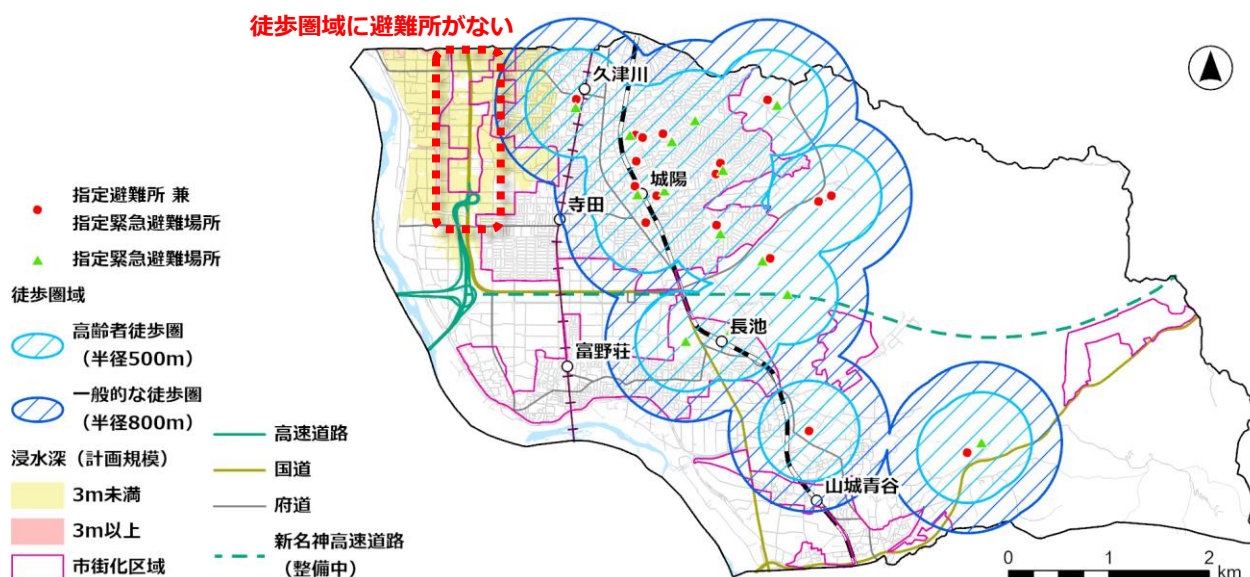 徒歩圏域に避難所がない
久津川
城陽
寺田
長池
富野荘
山城青谷
指定避難所 兼
指定緊急避難場所
指定緊急避難場所
徒歩圏域
高齢者徒歩圏
（半径500m）
一般的な徒歩圏
（半径800m）
浸水深（計画規模）
3m未満
3m以上
市街化区域
高速道路
国道
府道
新名神高速道路
（整備中）
0 1 2
km